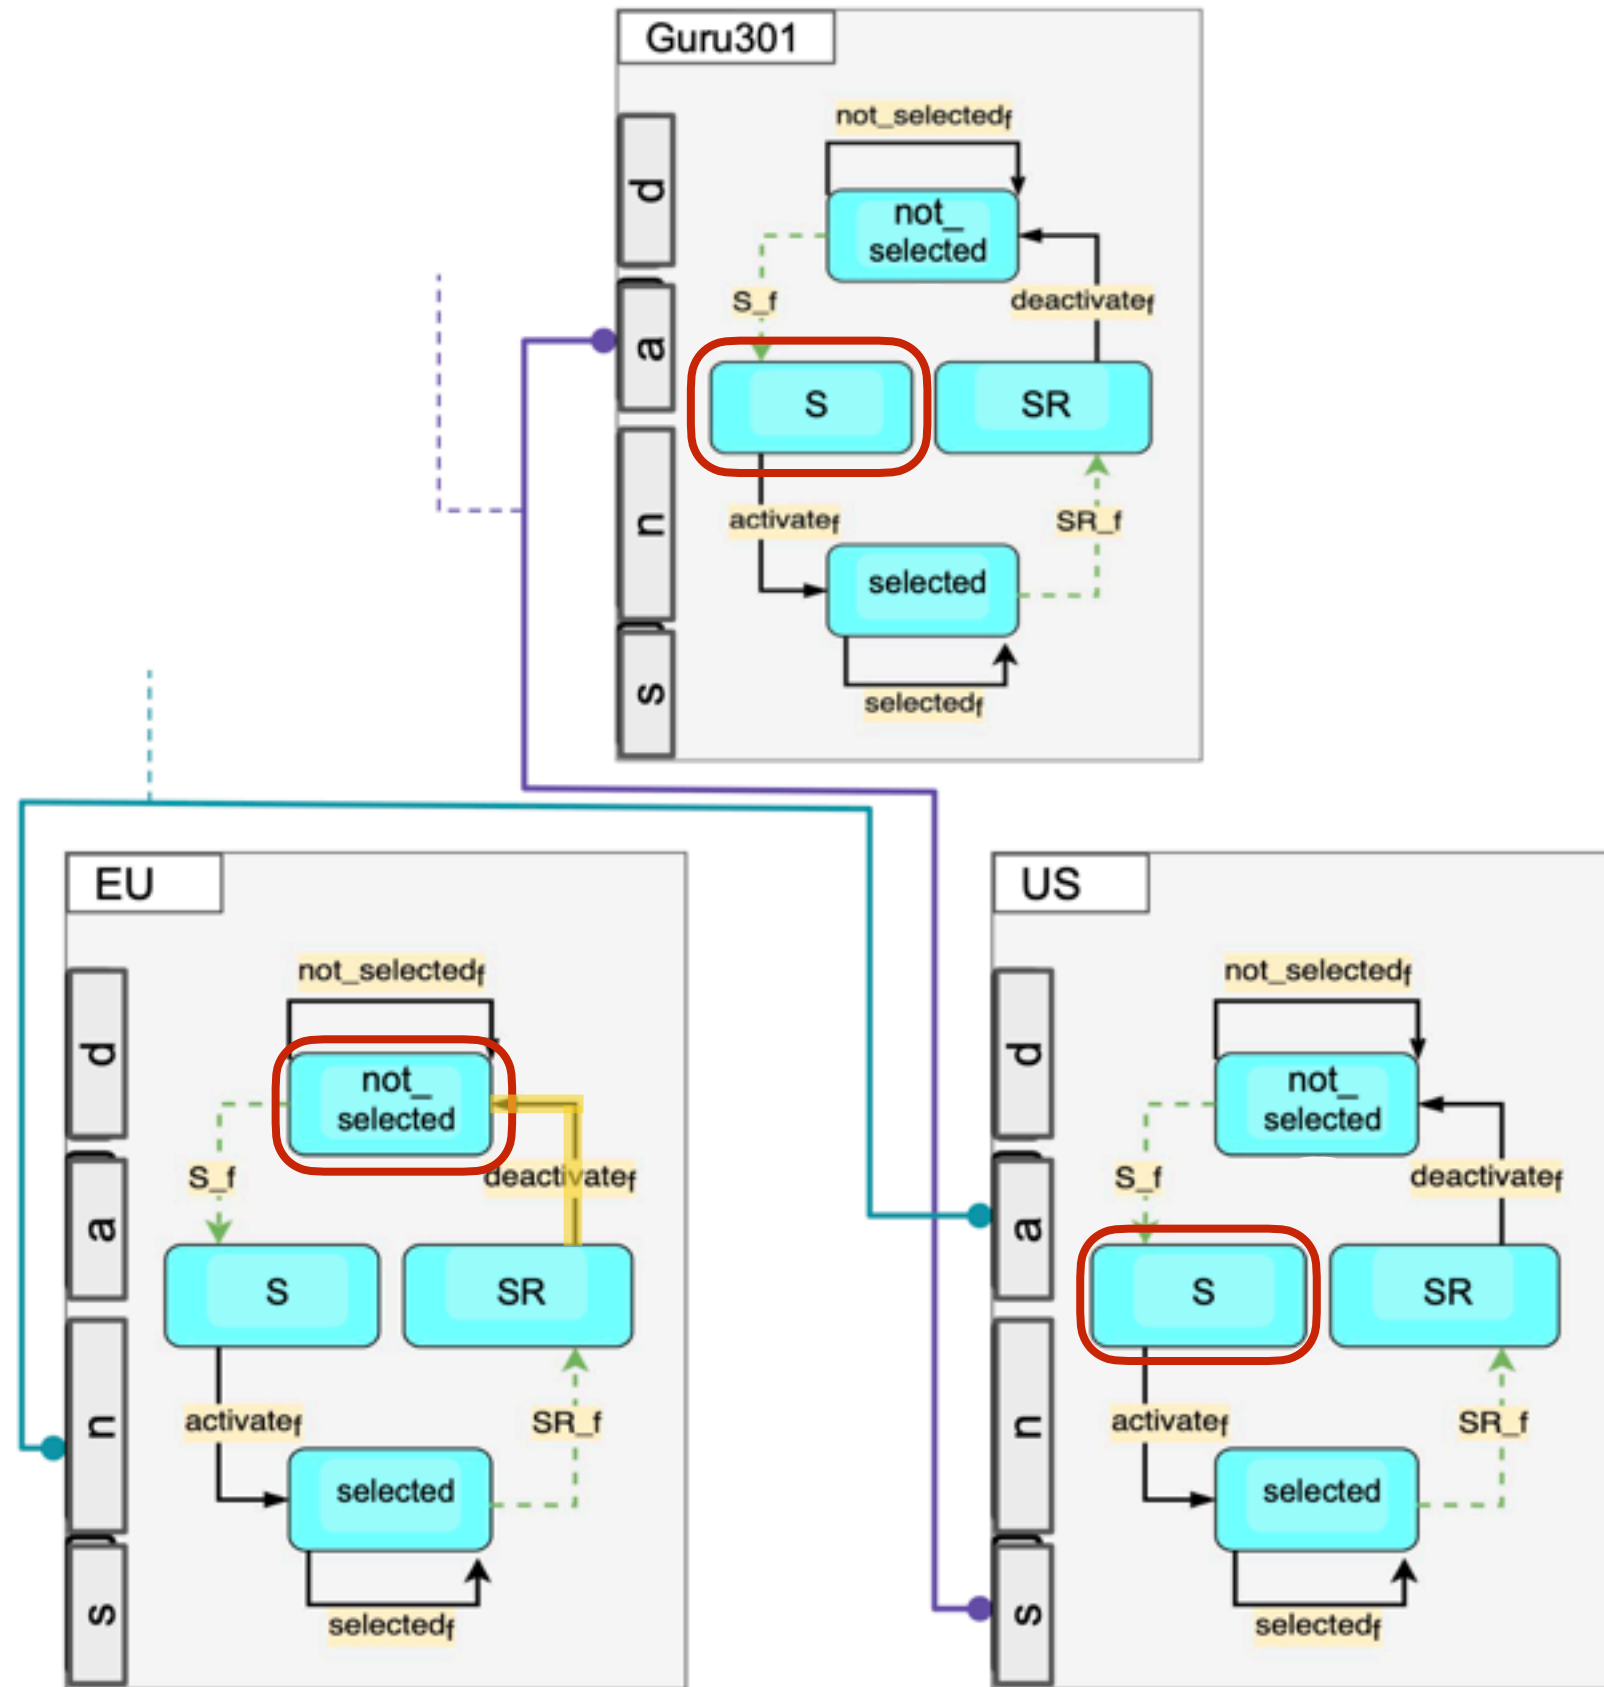 Guru301
not_selectedf
d
not_
selected
S_f
deactivatef
a
S
SR
n
activatef
SR_f
selected
s
selectedf
EU
not_selectedf
d
not_
selected
S_f
deactivatef
a
S
SR
n
activatef
SR_f
selected
s
selectedf
US
not_selectedf
d
not_
selected
S_f
deactivatef
a
S
SR
n
activatef
SR_f
selected
s
selectedf